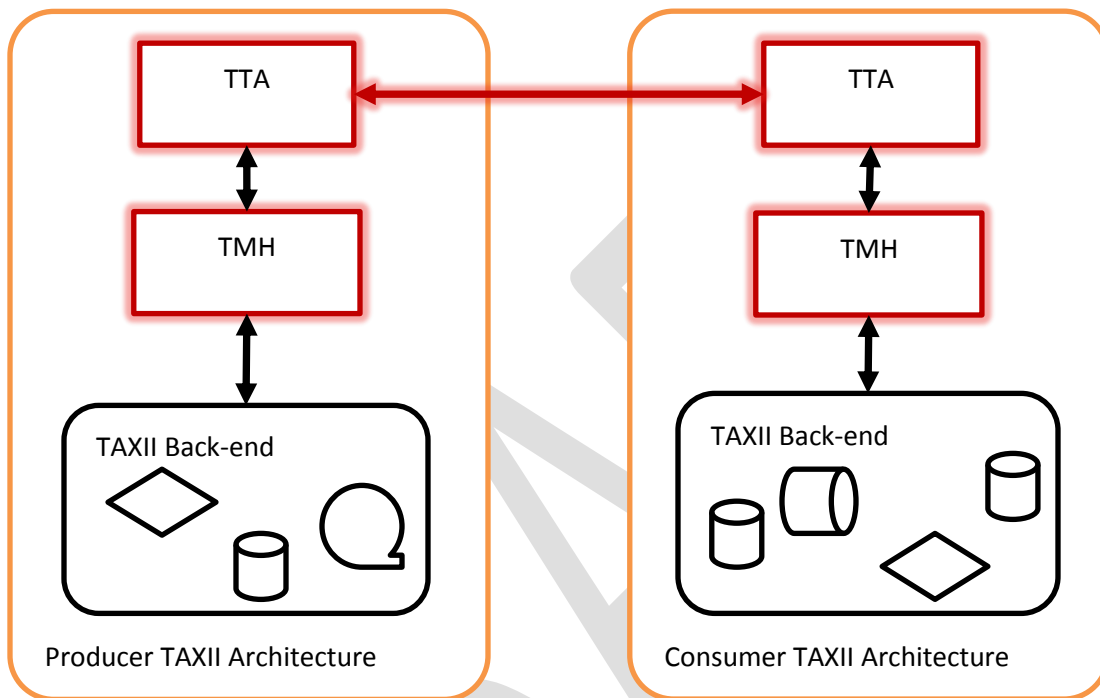 TTA
TTA
TMH
TMH
TAXII Back-end
TAXII Back-end
Producer TAXII Architecture
Consumer TAXII Architecture